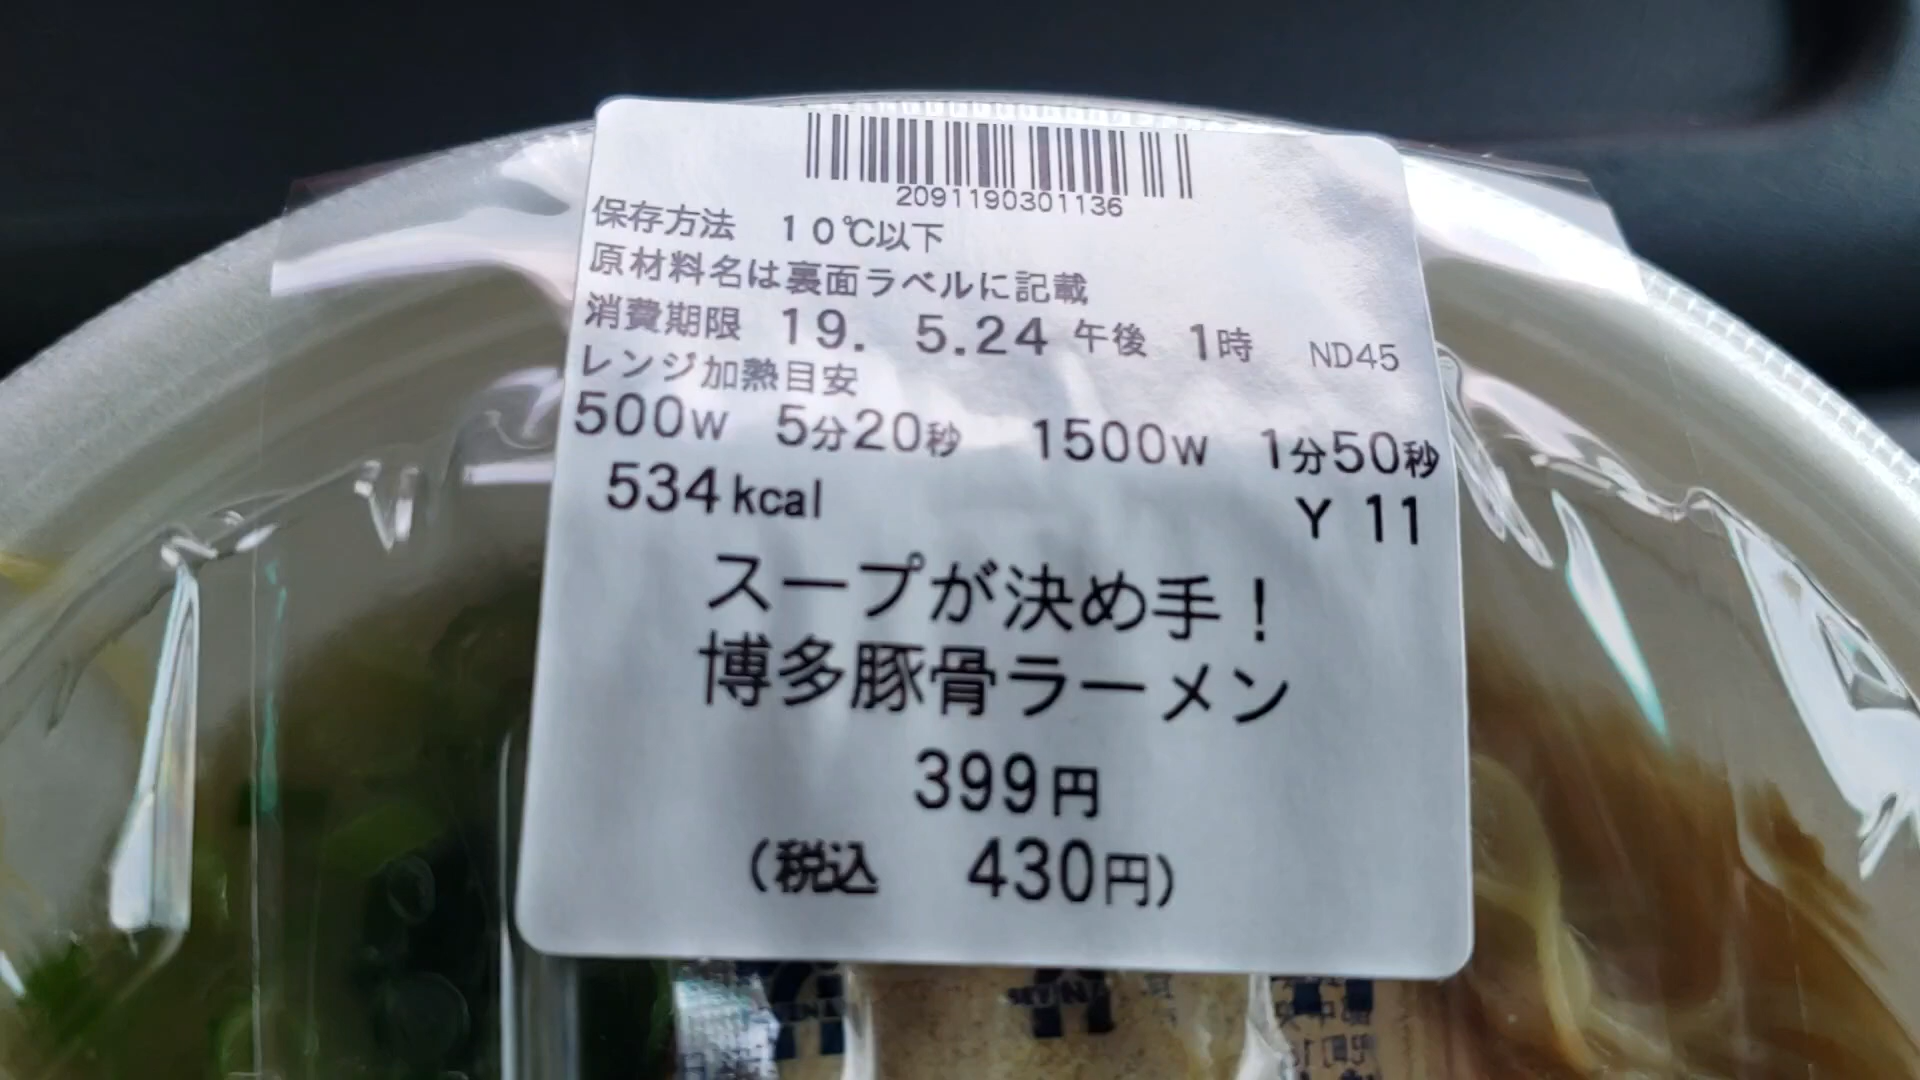 2091190301136
保存方法 10℃以下
原材料名は裏面ラベルに記載
消費期限 19. 5.24 午後 1時 ND45
レンジ加熱目安
500W 5分20秒 1500W 1分50秒
534kcal Y 11
スープが決め手!
博多豚骨ラーメン
399円
(税込 430円)